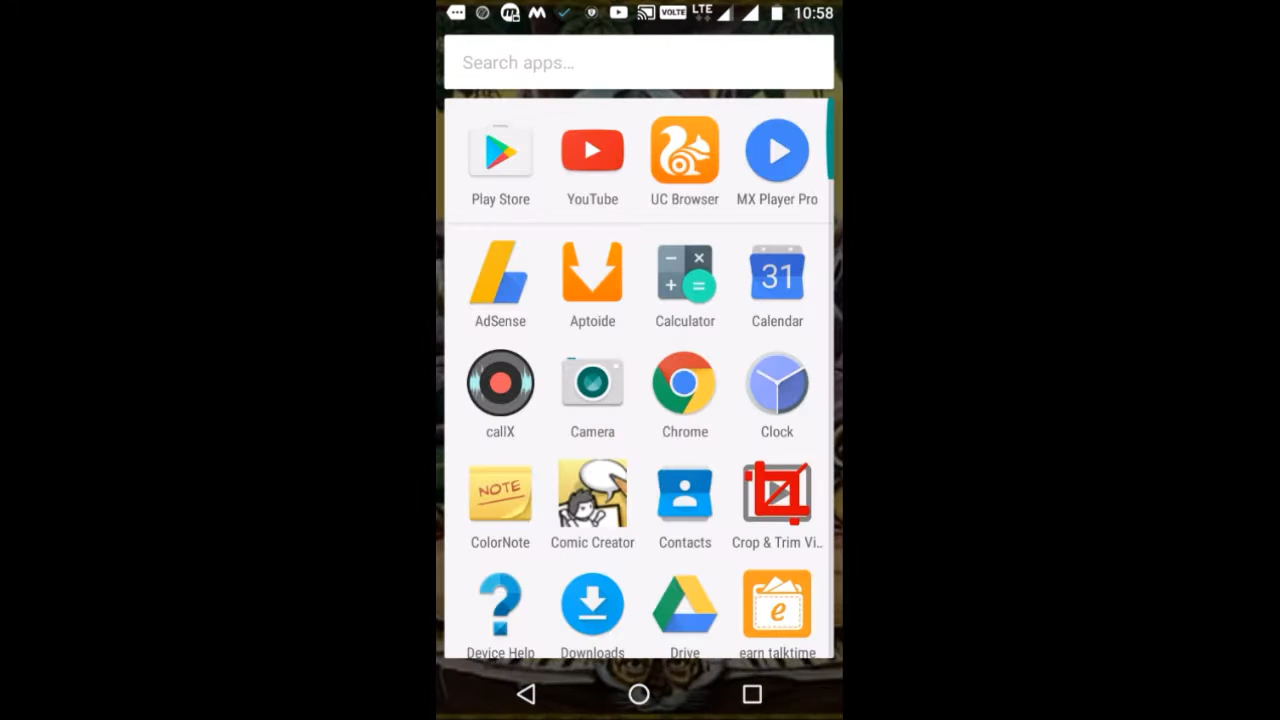 VOLTE LTE 10:58
Search apps...
Play Store YouTube UC Browser MX Player Pro
31
AdSense Aptoide Calculator Calendar
callX Camera Chrome Clock
NOTE
ColorNote Comic Creator Contacts Crop & Trim Vi..
? e
Device Help Downloads Drive earn talktime